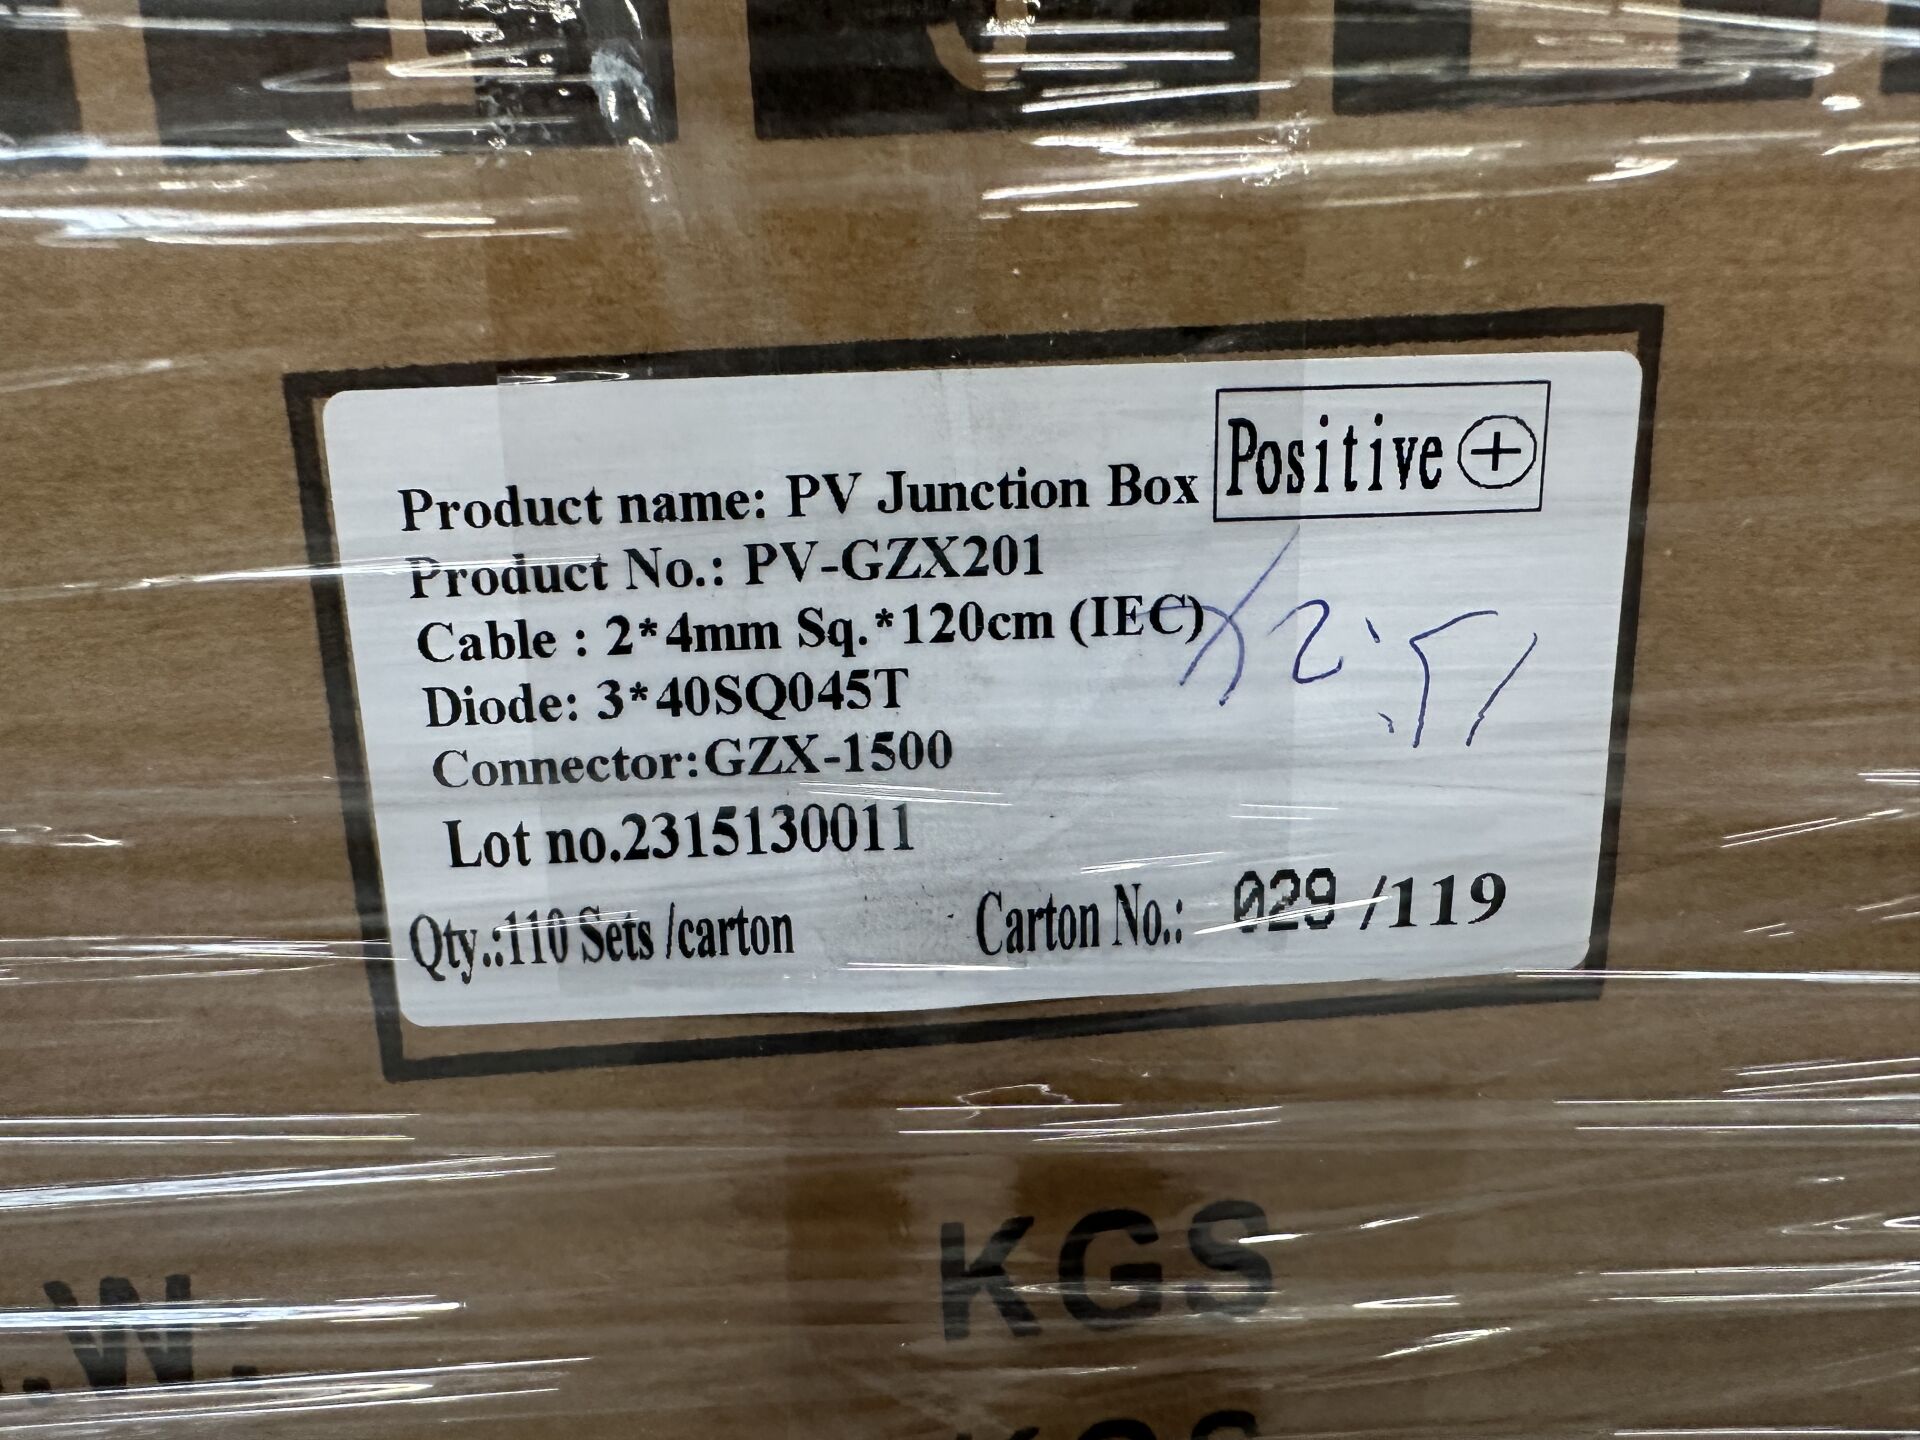 Positive +
Product name: PV Junction Box
Product No.: PV-GZX201
Cable : 2*4mm Sq.*120cm (IEC)
Diode: 3*40SQ045T
Connector:GZX-1500
Lot no.2315130011
Qty.:110 Sets /carton
Carton No.: 029 /119
KGS
.W.
KGS